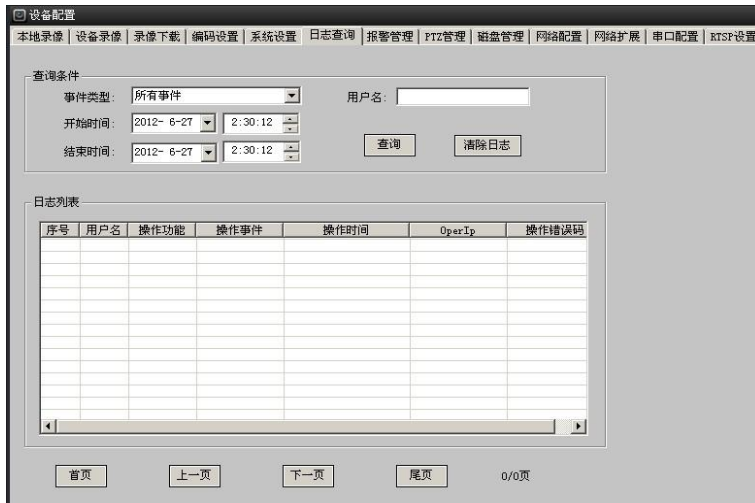 设备配置
本地录像 设备录像 录像下载 编码设置 系统设置 日志查询 报警管理 PTZ管理 磁盘管理 网络配置 网络扩展 串口配置 RTSP设置
查询条件
事件类型: 所有事件 用户名:
开始时间: 2012- 6-27 2:30:12
结束时间: 2012- 6-27 2:30:12 查询 清除日志
日志列表
序号 用户名 操作功能 操作事件 操作时间 OperIp 操作错误码
首页 上一页 下一页 尾页 0/0页